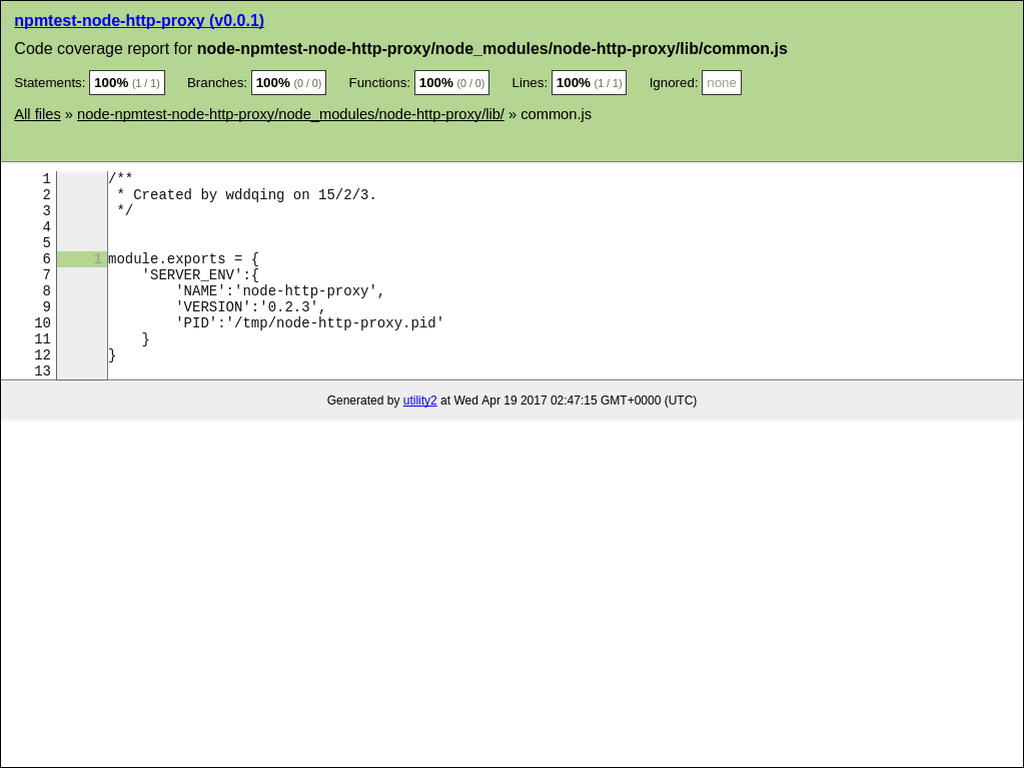 npmtest-node-http-proxy (v0.0.1)
Code coverage report for node-npmtest-node-http-proxy/node_modules/node-http-proxy/lib/common.js
Statements: 100% (1 / 1) Branches: 100% (0 / 0) Functions: 100% (0 / 0) Lines: 100% (1 / 1) Ignored: none
All files » node-npmtest-node-http-proxy/node_modules/node-http-proxy/lib/ » common.js
1 /**
2  * Created by wddqing on 15/2/3.
3  */
4
5
6 1 module.exports = {
7     'SERVER_ENV':{
8         'NAME':'node-http-proxy',
9         'VERSION':'0.2.3',
10         'PID':'/tmp/node-http-proxy.pid'
11     }
12 }
13
Generated by utility2 at Wed Apr 19 2017 02:47:15 GMT+0000 (UTC)